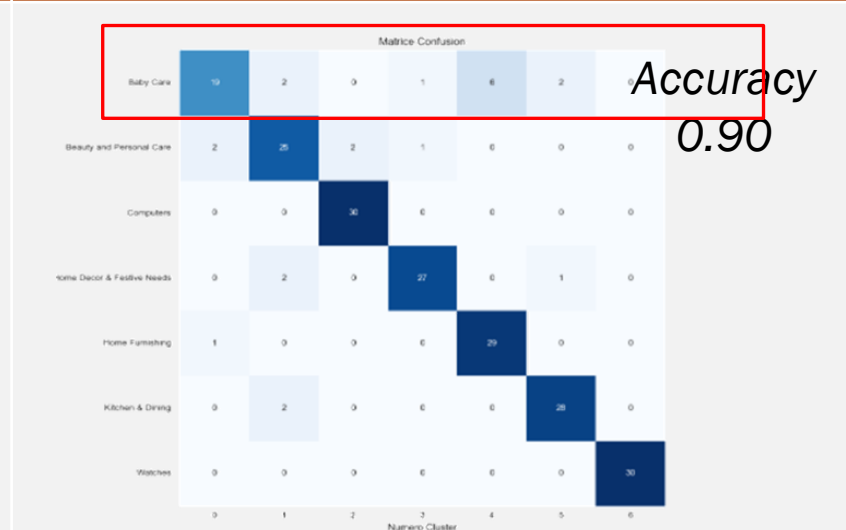 Matrice Confusion
Baby Care 19 2 0 1 6 2 0
Accuracy
0.90
Beauty and Personal Care 2 25 2 1 0 0 0
Computers 0 0 30 0 0 0 0
Home Decor & Festive Needs 0 2 0 27 0 1 0
Home Furnishing 1 0 0 0 29 0 0
Kitchen & Dining 0 2 0 0 0 28 0
Watches 0 0 0 0 0 0 30
0 1 2 3 4 5 6
Numero Cluster